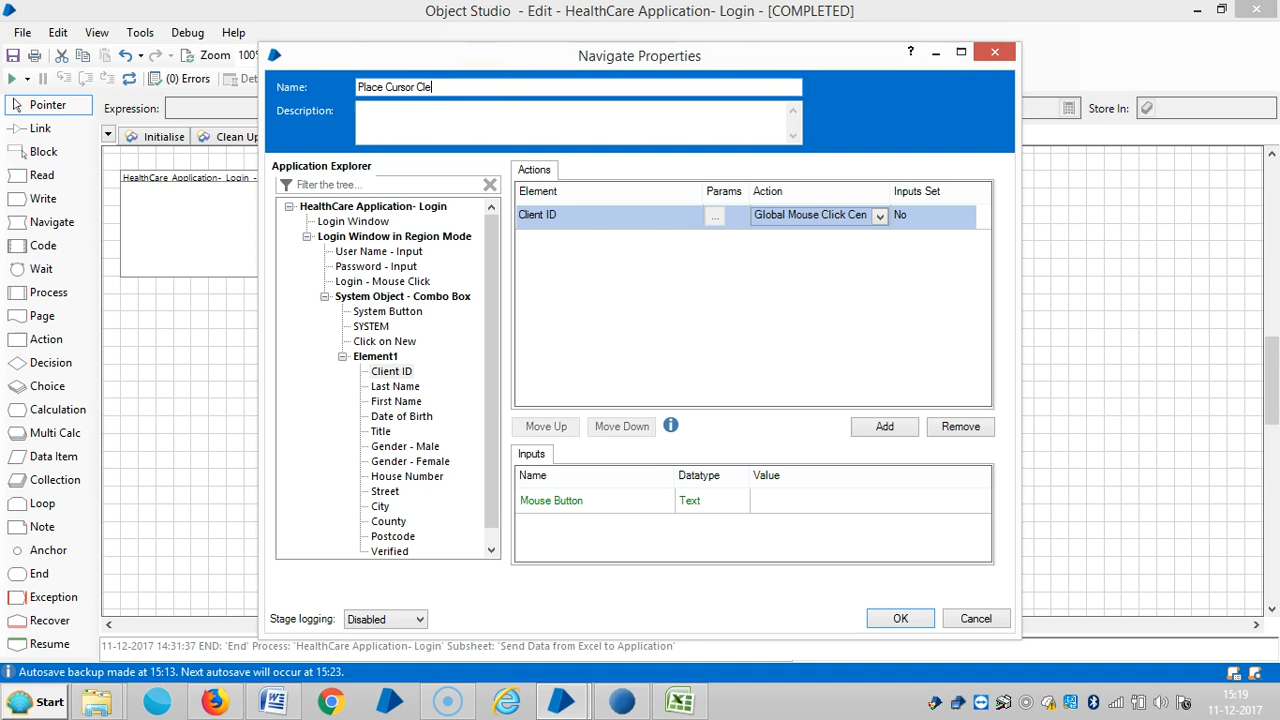 Object Studio - Edit - HealthCare Application- Login - [COMPLETED]
File Edit View Tools Debug Help
Zoom 100%
(0) Errors
Expression:
Store In:
Initialise
Clean Up
HealthCare Application- Login -
Pointer
Link
Block
Read
Write
Navigate
Code
Wait
Process
Page
Action
Decision
Choice
Calculation
Multi Calc
Data Item
Collection
Loop
Note
Anchor
End
Exception
Recover
Resume
Navigate Properties
?
Name: Place Cursor Cle
Description:
Application Explorer
Filter the tree...
HealthCare Application- Login
Login Window
Login Window in Region Mode
User Name - Input
Password - Input
Login - Mouse Click
System Object - Combo Box
System Button
SYSTEM
Click on New
Element1
Client ID
Last Name
First Name
Date of Birth
Title
Gender - Male
Gender - Female
House Number
Street
City
County
Postcode
Verified
Actions
Element Params Action Inputs Set
Client ID ... Global Mouse Click Cen No
Move Up Move Down Add Remove
Inputs
Name Datatype Value
Mouse Button Text
Stage logging: Disabled
OK Cancel
11-12-2017 14:31:37 END: 'End' Process: 'HealthCare Application- Login' Subsheet: 'Send Data from Excel to Application'
Autosave backup made at 15:13. Next autosave will occur at 15:23.
Start
15:19
11-12-2017